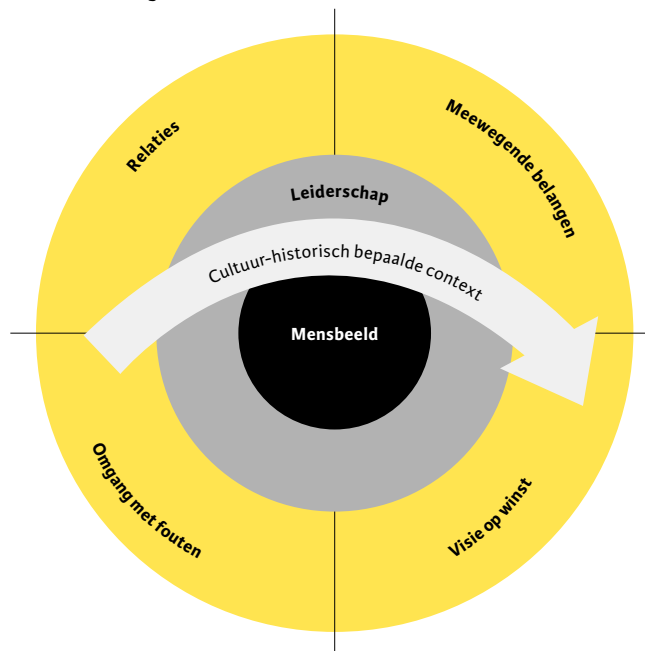 Relaties
Meewegende belangen
Leiderschap
Cultuur-historisch bepaalde context
Mensbeeld
Omgang met fouten
Visie op winst